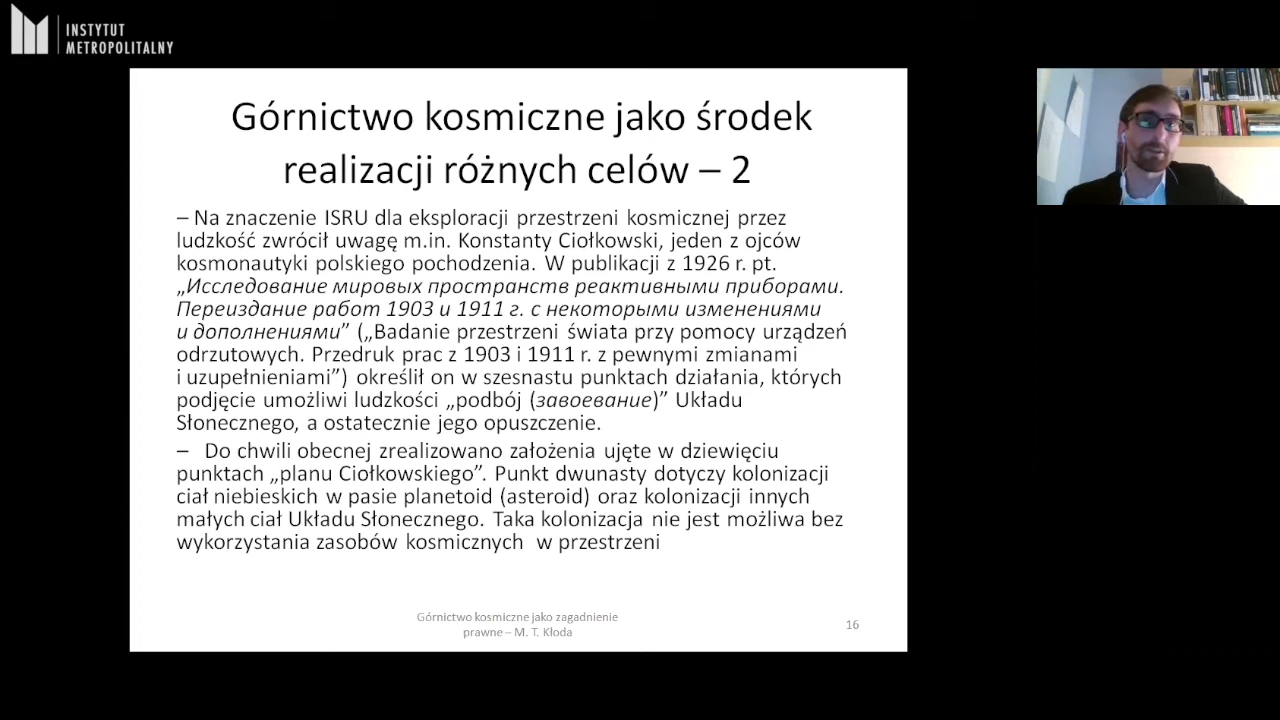 INSTYTUT
METROPOLITALNY
Górnictwo kosmiczne jako środek
realizacji różnych celów – 2
– Na znaczenie ISRU dla eksploracji przestrzeni kosmicznej przez
ludzkość zwrócił uwagę m.in. Konstanty Ciołkowski, jeden z ojców
kosmonautyki polskiego pochodzenia. W publikacji z 1926 r. pt.
„Исследование мировых пространств реактивными приборами.
Переиздание работ 1903 и 1911 г. с некоторыми изменениями
и дополнениями” („Badanie przestrzeni świata przy pomocy urządzeń
odrzutowych. Przedruk prac z 1903 i 1911 r. z pewnymi zmianami
i uzupełnieniami”) określił on w szesnastu punktach działania, których
podjęcie umożliwi ludzkości „podbój (завоевание)” Układu
Słonecznego, a ostatecznie jego opuszczenie.
– Do chwili obecnej zrealizowano założenia ujęte w dziewięciu
punktach „planu Ciołkowskiego”. Punkt dwunasty dotyczy kolonizacji
ciał niebieskich w pasie planetoid (asteroid) oraz kolonizacji innych
małych ciał Układu Słonecznego. Taka kolonizacja nie jest możliwa bez
wykorzystania zasobów kosmicznych w przestrzeni
Górnictwo kosmiczne jako zagadnienie
prawne – M. T. Kłoda
16